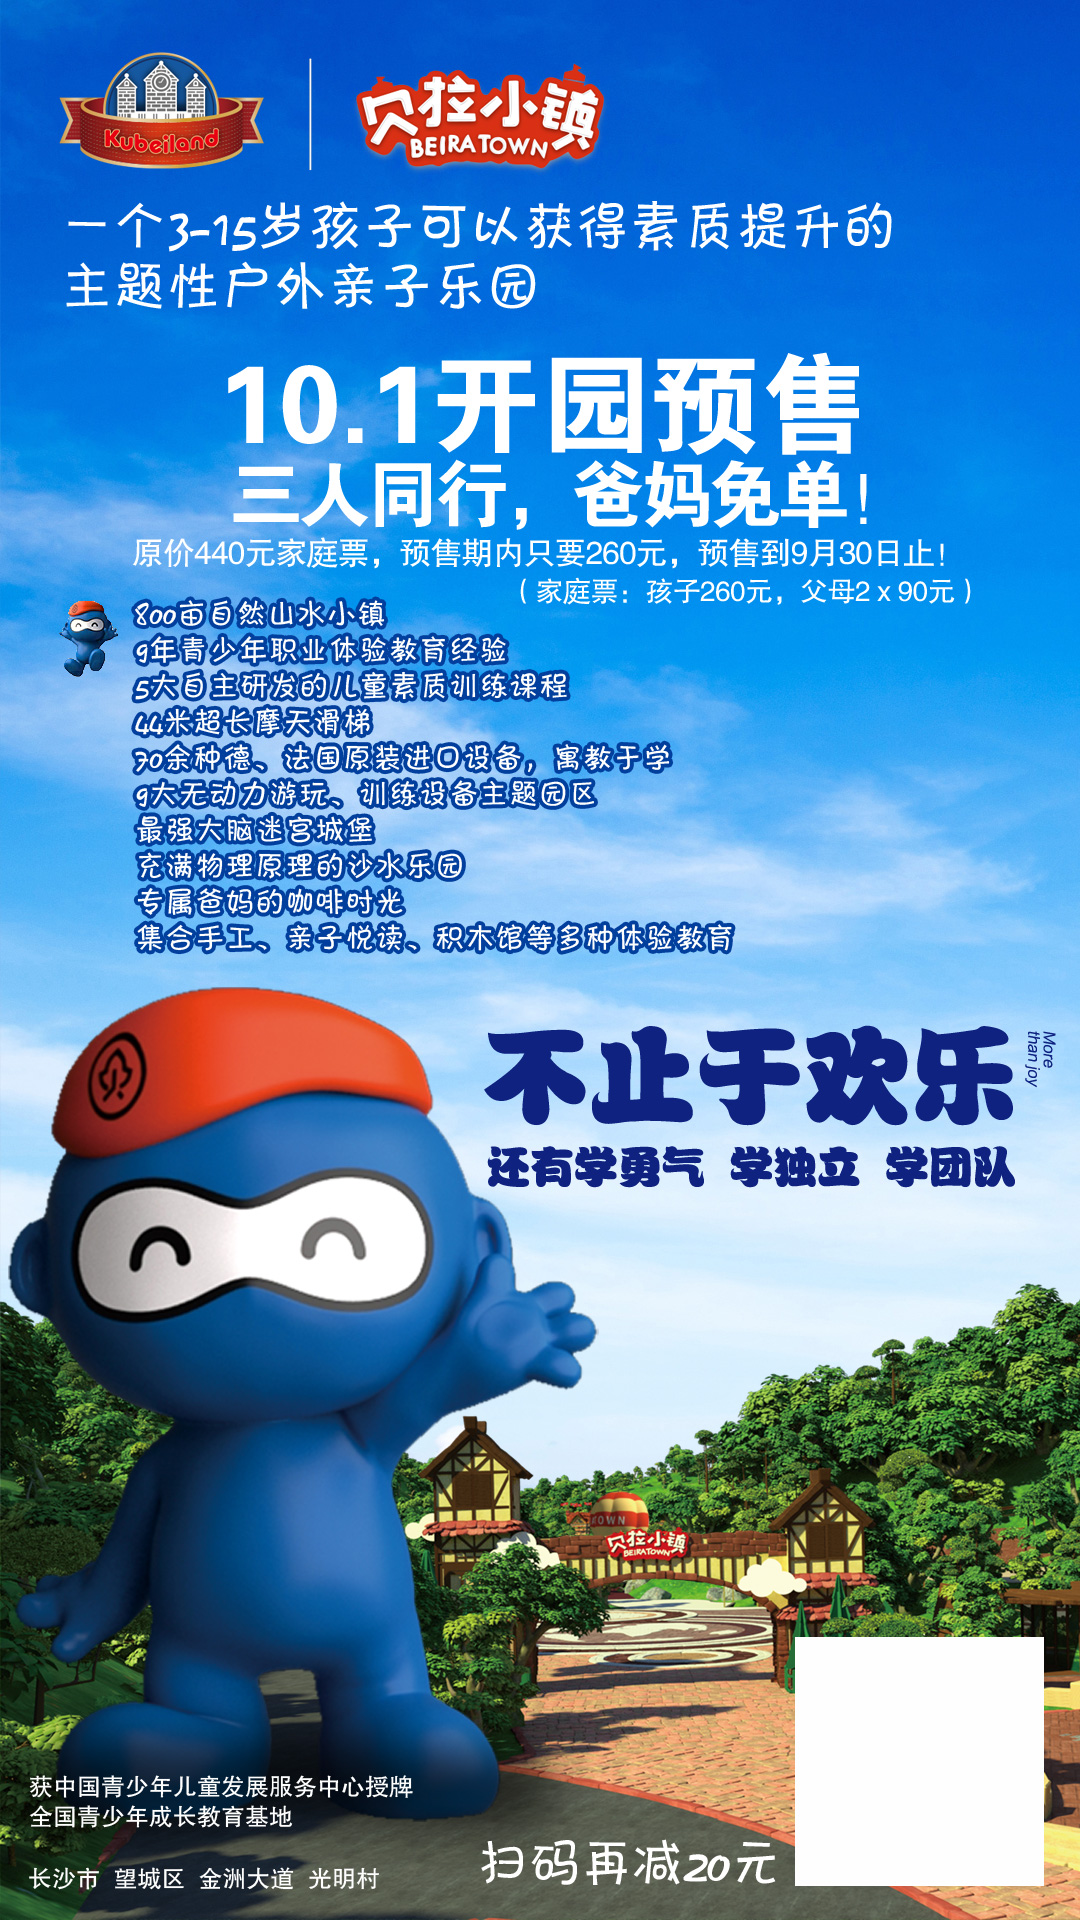 Kubeiland
贝拉小镇
BEIRA TOWN
一个3-15岁孩子可以获得素质提升的
主题性户外亲子乐园
10.1开园预售
三人同行，爸妈免单！
原价440元家庭票，预售期内只要260元，预售到9月30日止！
（家庭票：孩子260元，父母2 x 90元）
800亩自然山水小镇
9年青少年职业体验教育经验
5大自主研发的儿童素质训练课程
44米超长摩天滑梯
70余种德、法国原装进口设备，寓教于学
9大无动力游玩、训练设备主题园区
最强大脑迷宫城堡
充满物理原理的沙水乐园
专属爸妈的咖啡时光
集合手工、亲子悦读、积木馆等多种体验教育
不止于欢乐
More
than joy
还有学勇气 学独立 学团队
OWN
贝拉小镇
BEIRA TOWN
获中国青少年儿童发展服务中心授牌
全国青少年成长教育基地
长沙市 望城区 金洲大道 光明村
扫码再减20元